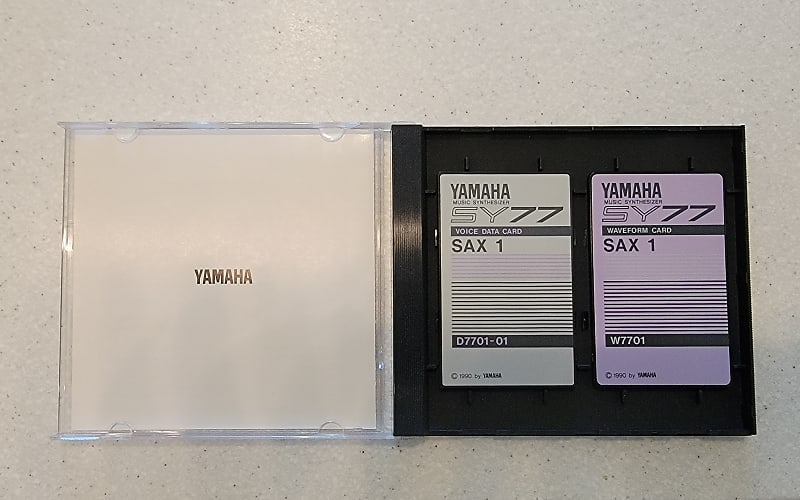 YAMAHA
YAMAHA
MUSIC SYNTHESIZER
SY77
VOICE DATA CARD
SAX 1
D7701-01
© 1990 by YAMAHA
YAMAHA
MUSIC SYNTHESIZER
SY77
WAVEFORM CARD
SAX 1
W7701
© 1990 by YAMAHA